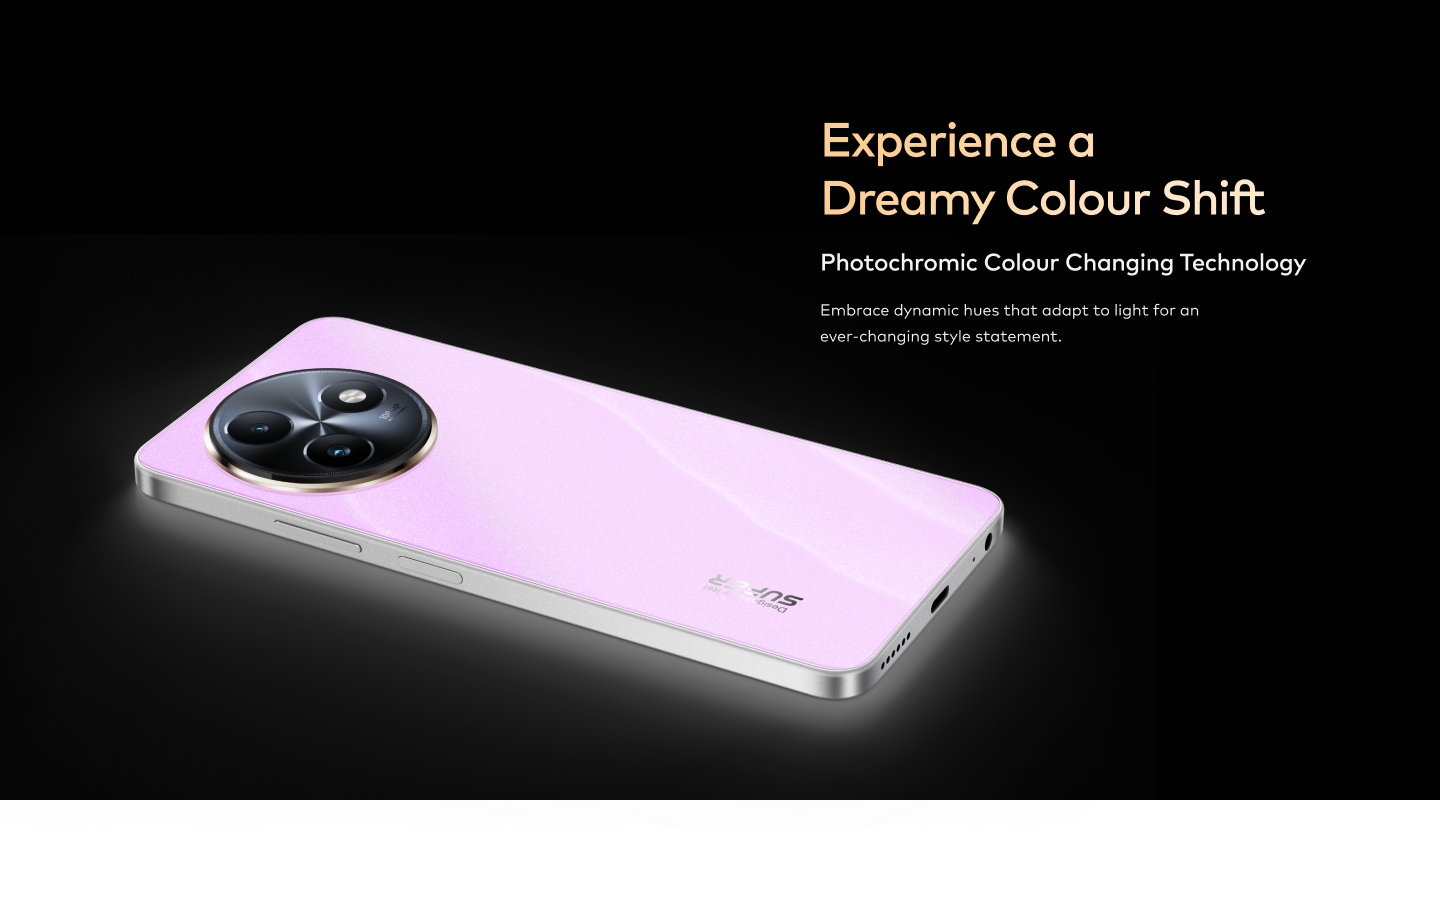 Experience a
Dreamy Colour Shift
Photochromic Colour Changing Technology
Embrace dynamic hues that adapt to light for an
ever-changing style statement.
SUPER